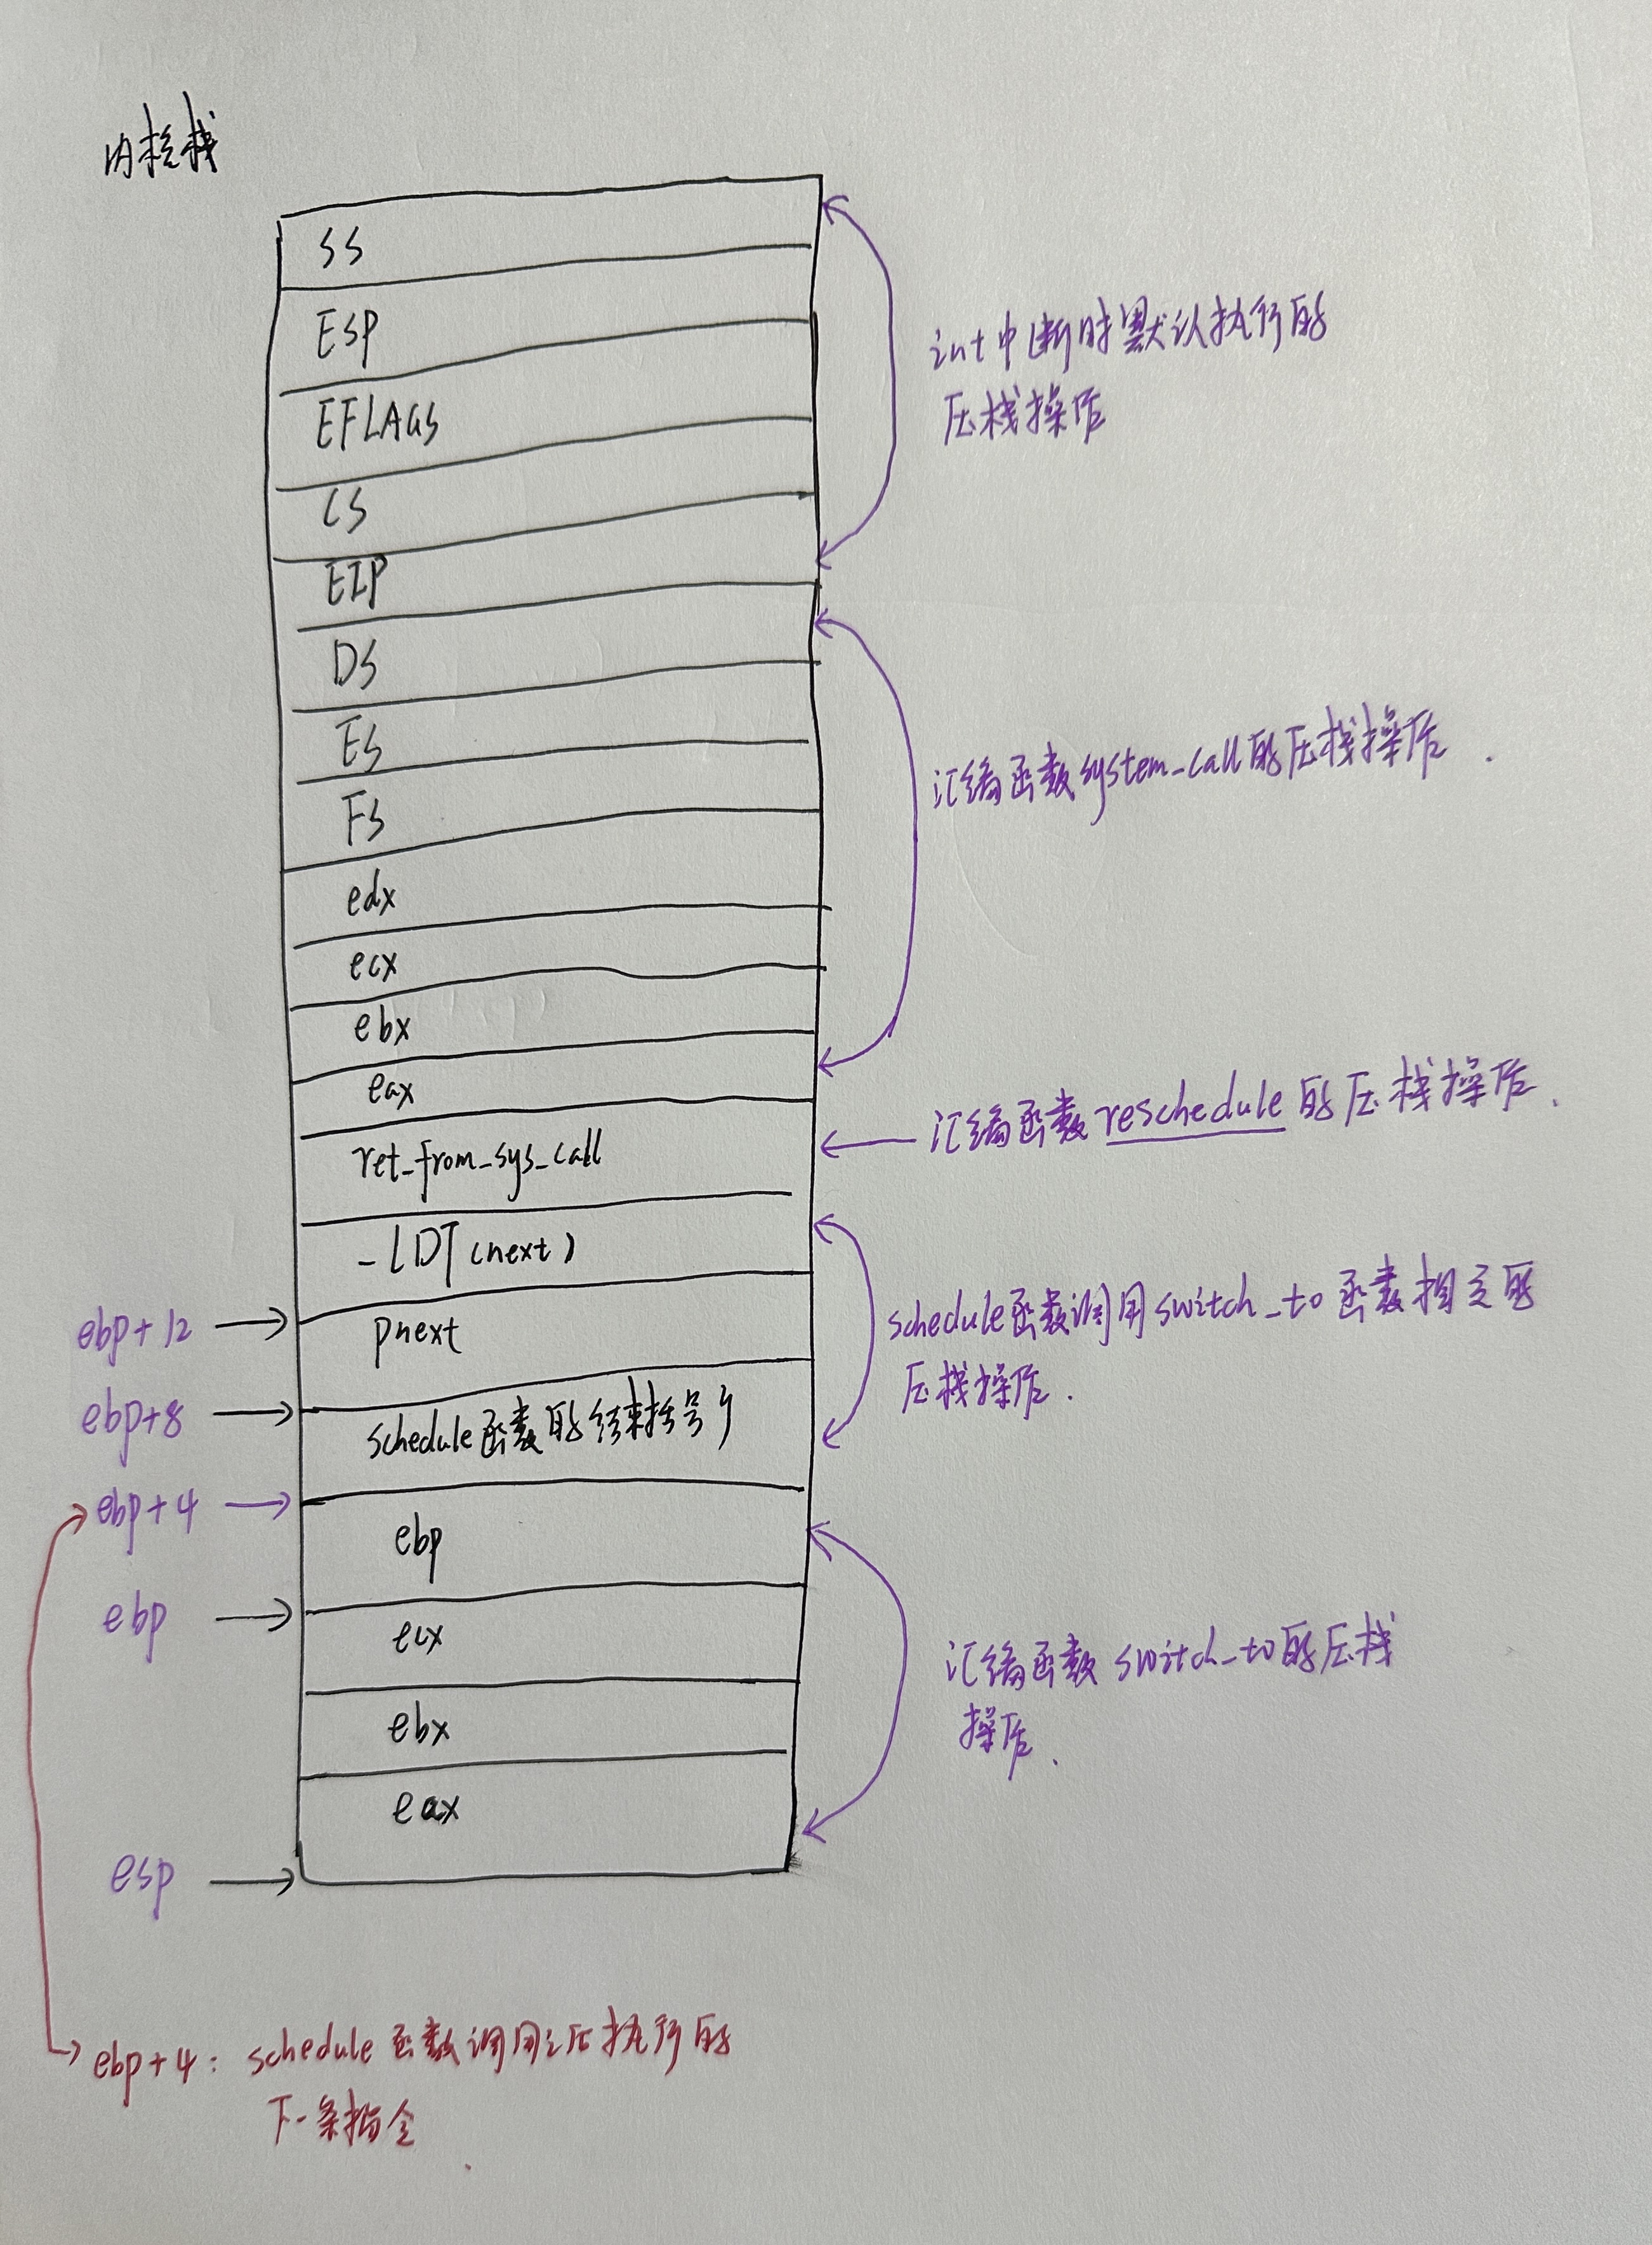 内核栈
SS
ESP
EFLAGS
CS
EIP
int中断时默认执行的
压栈操作
DS
ES
FS
edx
ecx
ebx
eax
汇编函数system_call的压栈操作.
ret_from_sys_call
汇编函数reschedule的压栈操作.
_LDT(next)
ebp+12
pnext
ebp+8
schedule函数的结束括号}
schedule函数调用switch_to函数相关的
压栈操作.
ebp+4
ebp
ebp
ecx
ebx
eax
汇编函数switch_to的压栈
操作.
esp
ebp+4: schedule函数调用之后执行的
下一条指令.